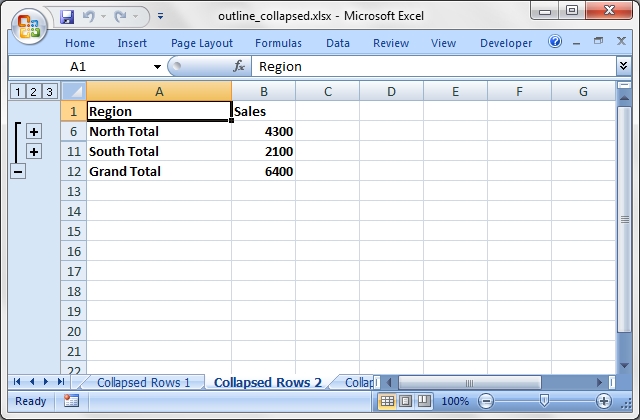 outline_collapsed.xlsx - Microsoft Excel
Home Insert Page Layout Formulas Data Review View Developer
A1 fx Region
1 2 3 A B C D E F G
1 Region Sales
6 North Total 4300
11 South Total 2100
12 Grand Total 6400
13
14
15
16
17
18
19
20
21
22
Collapsed Rows 1 Collapsed Rows 2 Collap
Ready 100%